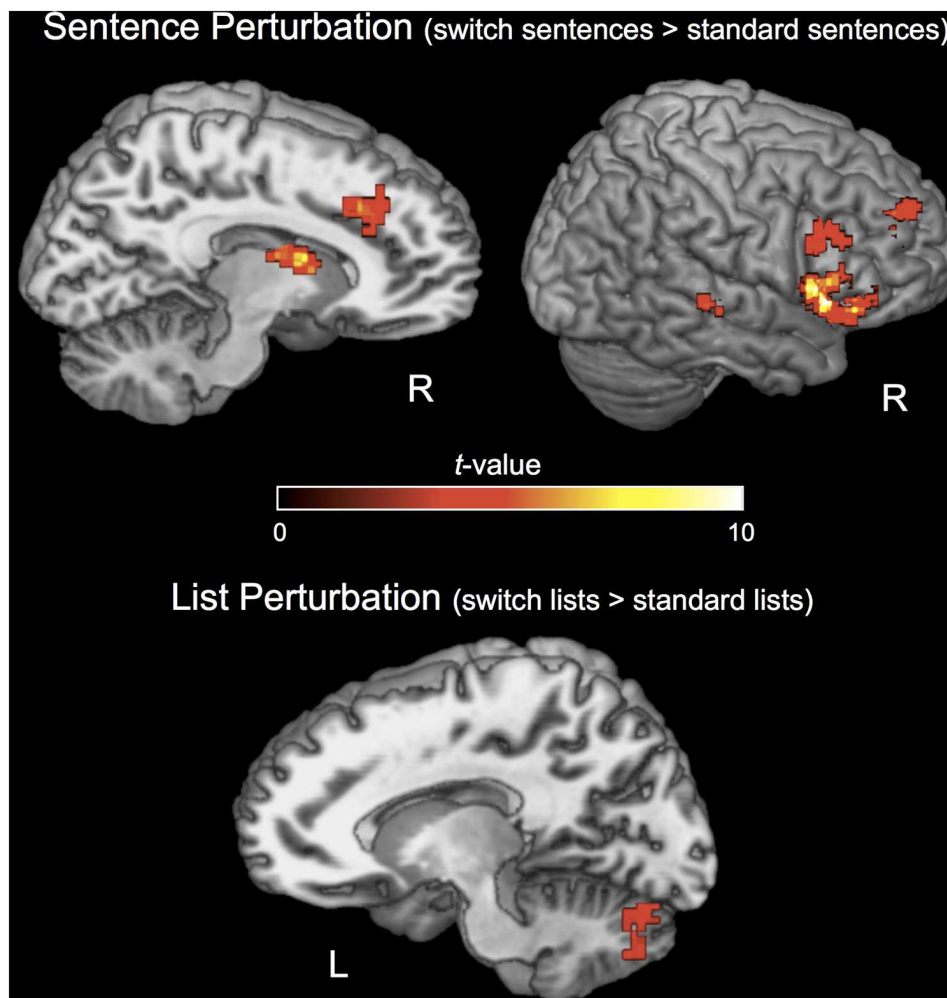 Sentence Perturbation (switch sentences > standard sentences)
R
R
t-value
0
10
List Perturbation (switch lists > standard lists)
L